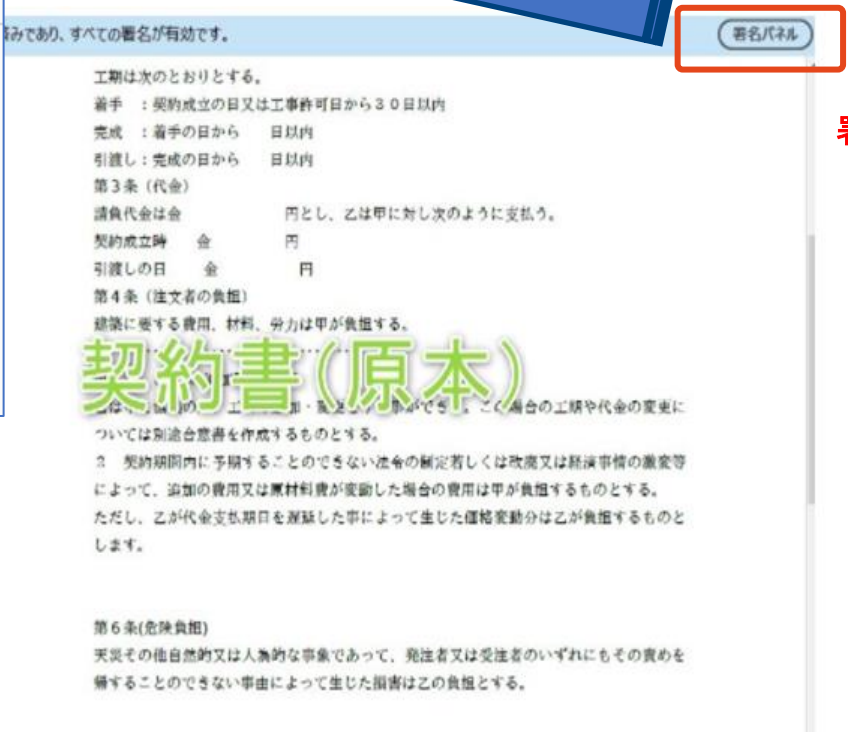 済みであり、すべての署名が有効です。
署名パネル
署
工期は次のとおりとする。
着手 :契約成立の日又は工事許可日から30日以内
完成 :着手の日から 日以内
引渡し:完成の日から 日以内
第3条(代金)
請負代金は金 円とし、乙は甲に対し次のように支払う。
契約成立時 金 円
引渡しの日 金 円
第4条(注文者の負担)
建築に要する費用、材料、労力は甲が負担する。
契約書(原本)
この場合の工期や代金の変更に
ついては別途合意書を作成するものとする。
2 契約期間内に予期することのできない法令の制定若しくは改廃又は経済事情の激変等
によって、追加の費用又は原材料費が変動した場合の費用は甲が負担するものとする。
ただし、乙が代金支払期日を遅延した事によって生じた価格変動分は乙が負担するものと
します。
第6条(危険負担)
天災その他自然的又は人為的な事象であって、発注者又は受注者のいずれにもその責めを
帰することのできない事由によって生じた損害は乙の負担とする。